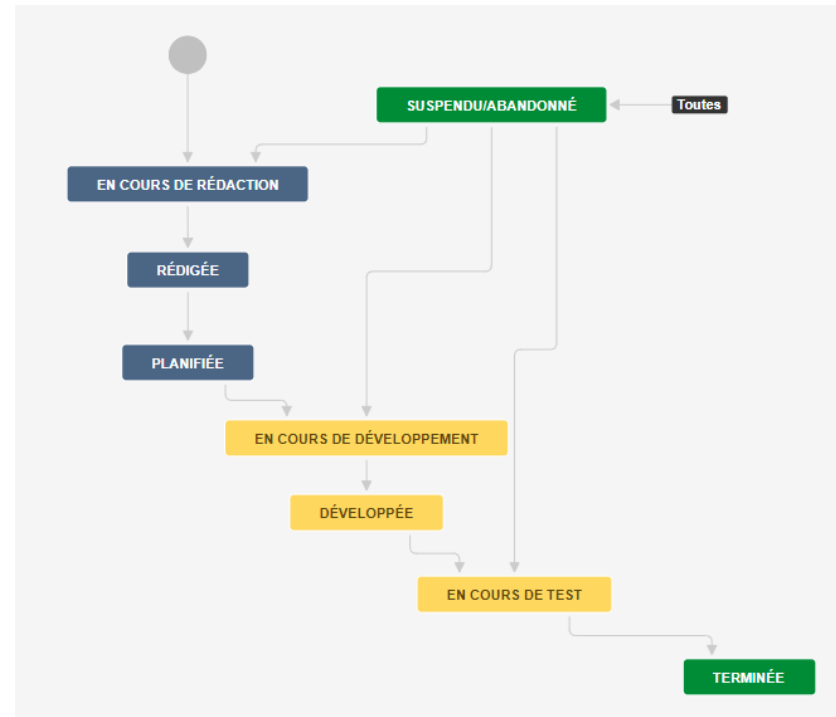 SUSPENDU/ABANDONNÉ
Toutes
EN COURS DE RÉDACTION
RÉDIGÉE
PLANIFIÉE
EN COURS DE DÉVELOPPEMENT
DÉVELOPPÉE
EN COURS DE TEST
TERMINÉE